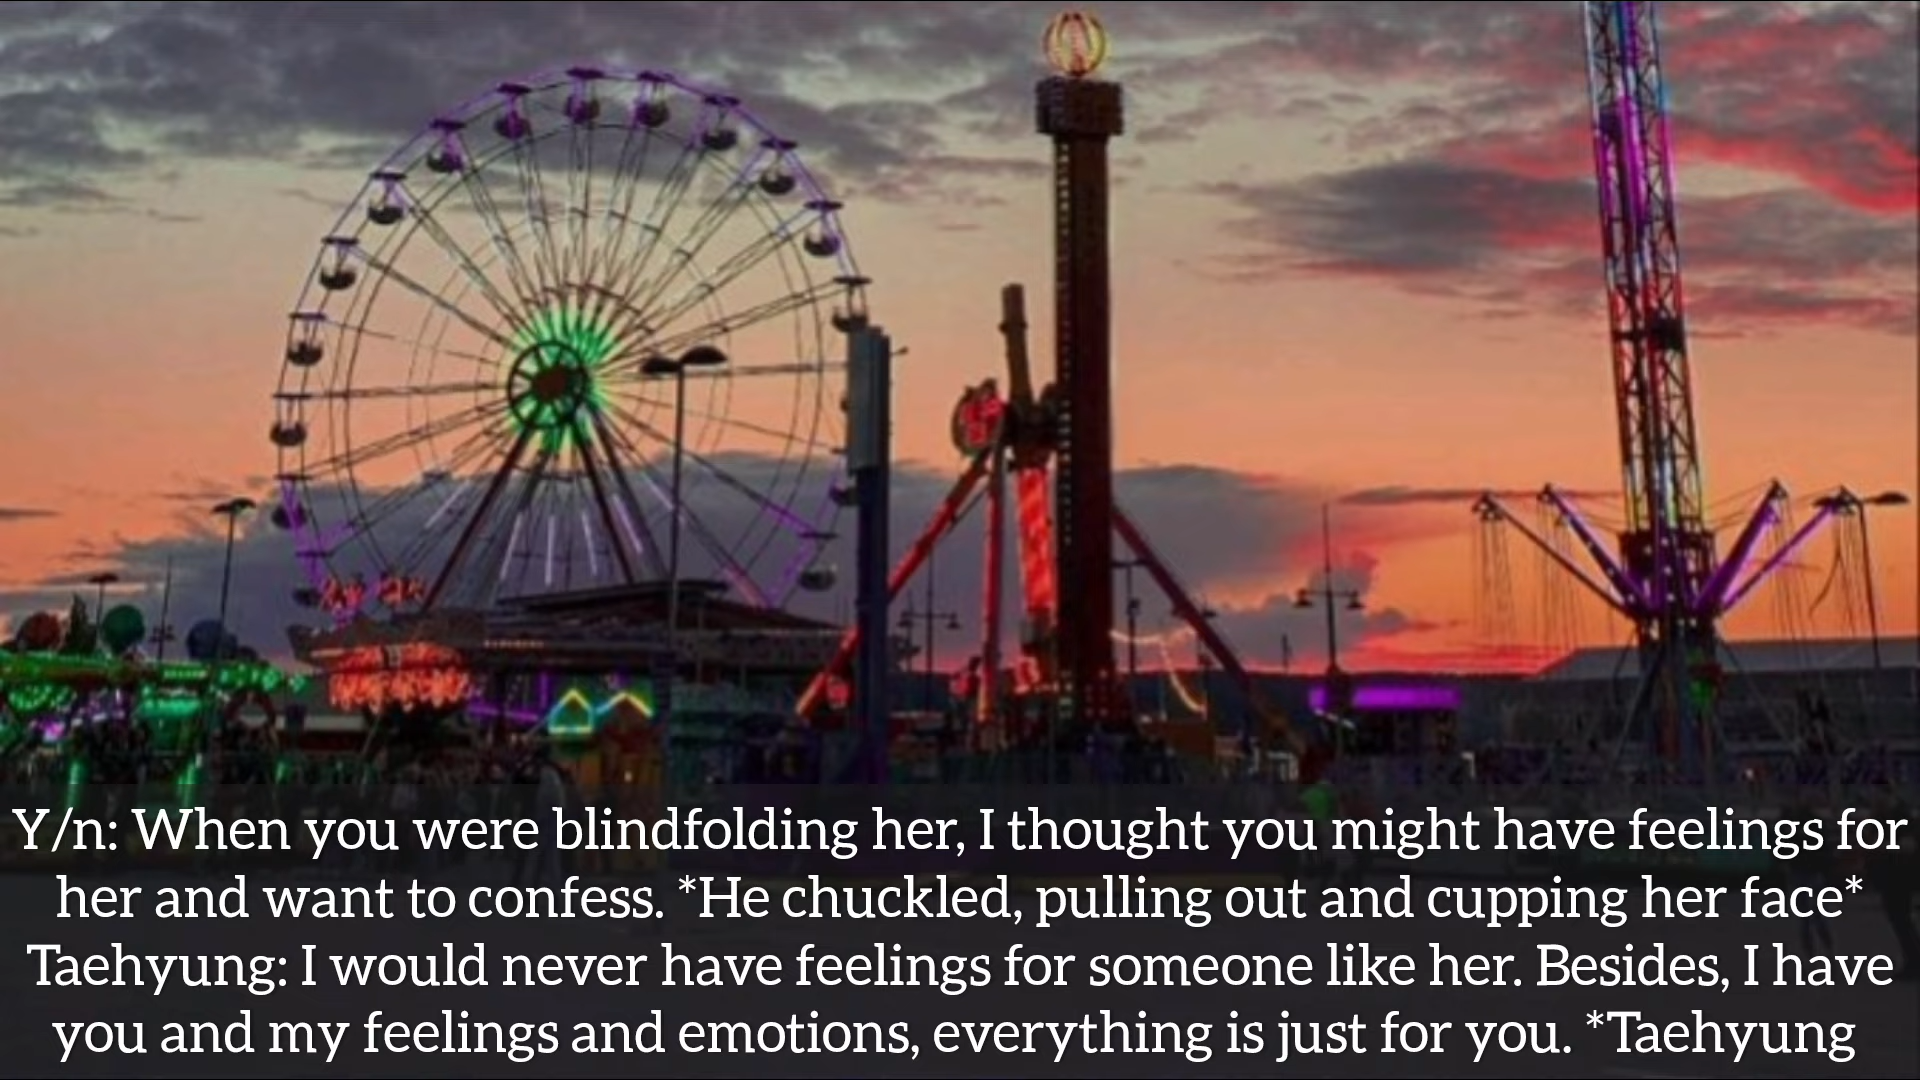 Y/n: When you were blindfolding her, I thought you might have feelings for
her and want to confess. *He chuckled, pulling out and cupping her face*
Taehyung: I would never have feelings for someone like her. Besides, I have
you and my feelings and emotions, everything is just for you. *Taehyung